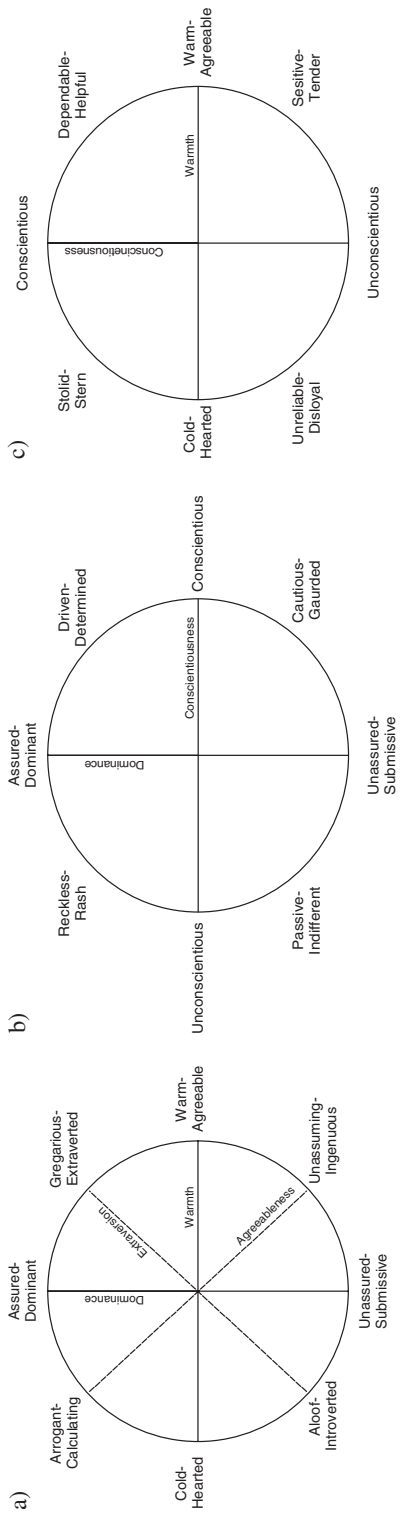 a)
Assured-
Dominant
Gregarious-
Extraverted
Warm-
Agreeable
Unassuming-
Ingenuous
Unassured-
Submissive
Aloof-
Introverted
Cold-
Hearted
Arrogant-
Calculating
Dominance
Extraversion
Warmth
Agreeableness
b)
Assured-
Dominant
Driven-
Determined
Conscientious
Cautious-
Gaurded
Unassured-
Submissive
Passive-
Indifferent
Unconscientious
Reckless-
Rash
Dominance
Conscientiousness
c)
Conscientious
Dependable-
Helpful
Warm-
Agreeable
Sesitive-
Tender
Unconscientious
Unreliable-
Disloyal
Cold-
Hearted
Stolid-
Stern
Conscinetiousness
Warmth